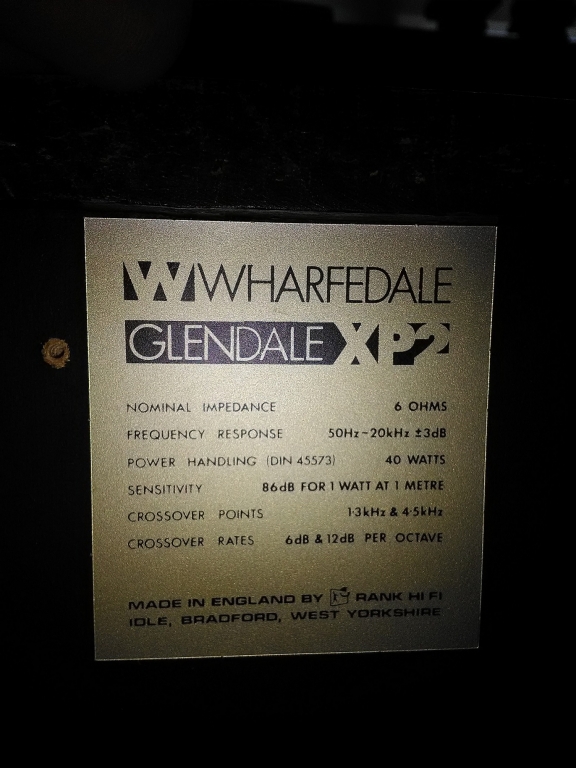 W WHARFEDALE
GLENDALE XP2
NOMINAL IMPEDANCE 6 OHMS
FREQUENCY RESPONSE 50Hz-20kHz ±3dB
POWER HANDLING (DIN 45573) 40 WATTS
SENSITIVITY 86dB FOR 1 WATT AT 1 METRE
CROSSOVER POINTS 1·3kHz & 4·5kHz
CROSSOVER RATES 6dB & 12dB PER OCTAVE
MADE IN ENGLAND BY RANK HI FI
IDLE, BRADFORD, WEST YORKSHIRE